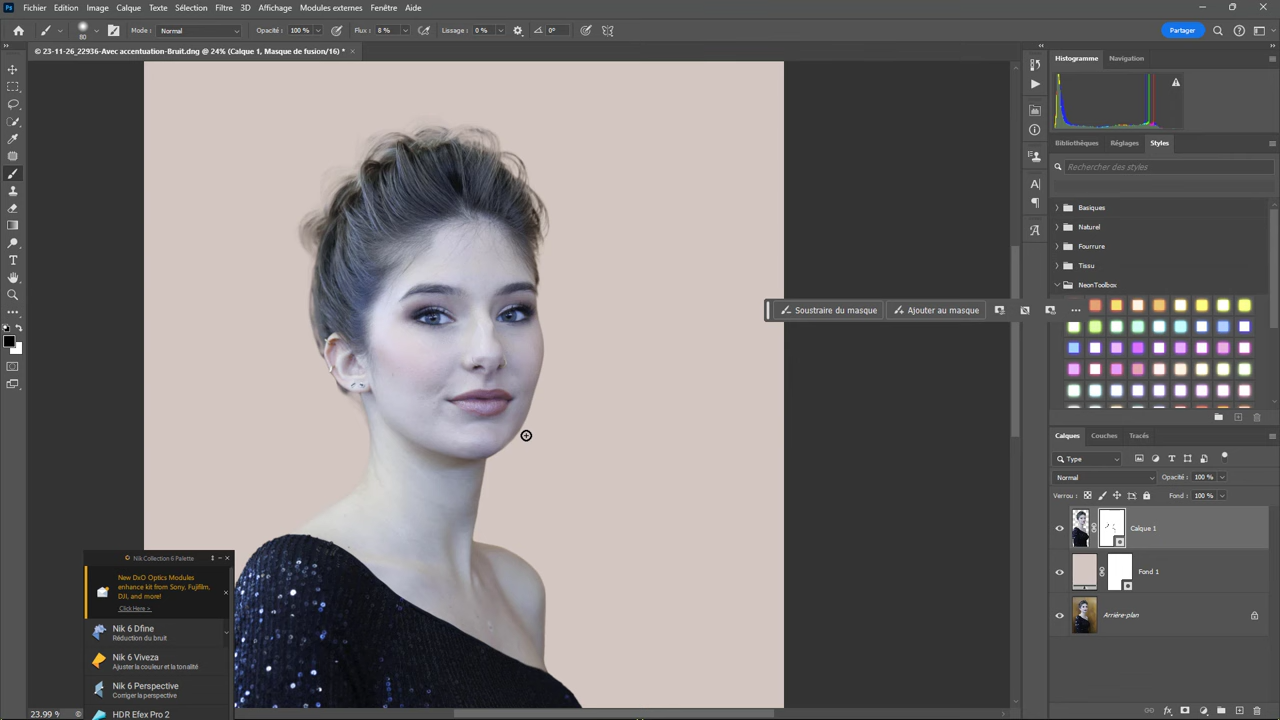 Fichier Edition Image Calque Texte Sélection Filtre 3D Affichage Modules externes Fenêtre Aide
80 Mode : Normal Opacité : 100 % Flux : 8 % Lissage : 0 % 0° Partager
© 23-11-26_22936-Avec accentuation-Bruit.dng @ 24% (Calque 1, Masque de fusion/16) *
Histogramme Navigation
Bibliothèques Réglages Styles
Rechercher des styles
Basiques
Naturel
Fourrure
Tissu
NeonToolbox
Soustraire du masque Ajouter au masque
Calques Couches Tracés
Type
Normal Opacité : 100 %
Verrou : Fond : 100 %
Calque 1
Fond 1
Arrière-plan
Nik Collection 6 Palette
New DxO Optics Modules
enhance kit from Sony, Fujifilm,
DJI, and more!
Click Here >
Nik 6 Dfine
Réduction du bruit
Nik 6 Viveza
Ajuster la couleur et la tonalité
Nik 6 Perspective
Corriger la perspective
HDR Efex Pro 2
23.99 %